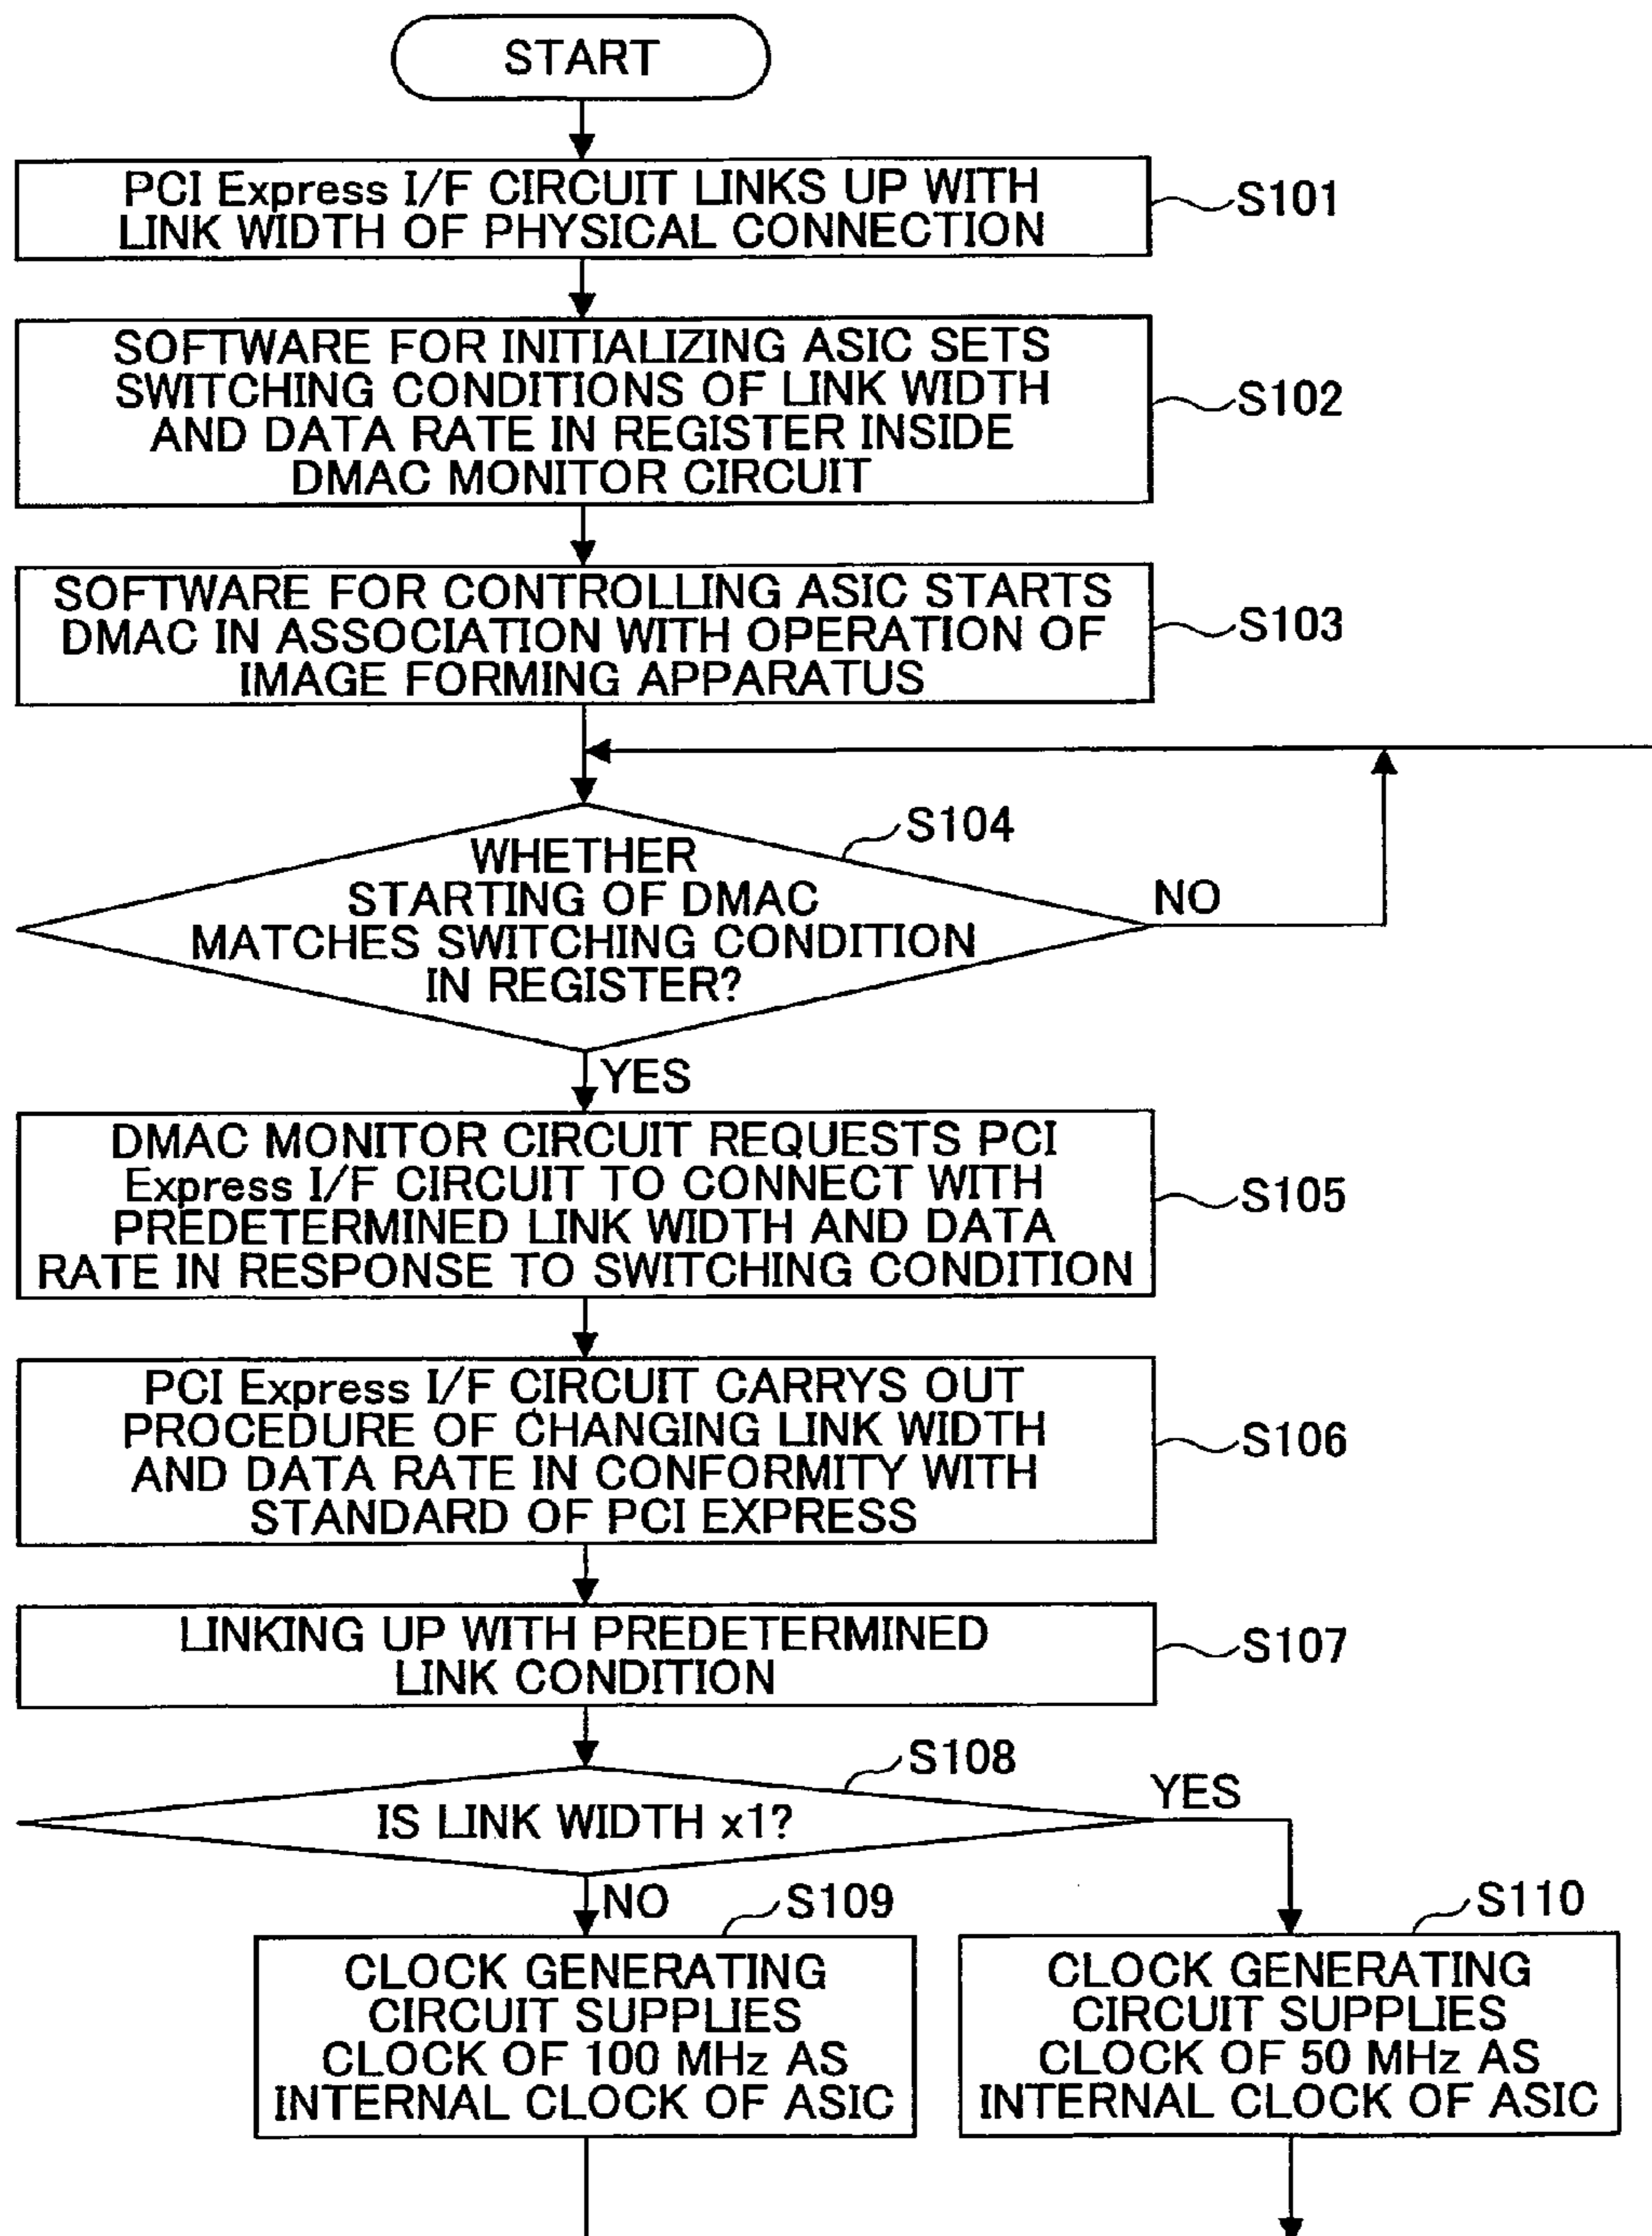 START
PCI Express I/F CIRCUIT LINKS UP WITH
LINK WIDTH OF PHYSICAL CONNECTION
S101
SOFTWARE FOR INITIALIZING ASIC SETS
SWITCHING CONDITIONS OF LINK WIDTH
AND DATA RATE IN REGISTER INSIDE
DMAC MONITOR CIRCUIT
S102
SOFTWARE FOR CONTROLLING ASIC STARTS
DMAC IN ASSOCIATION WITH OPERATION OF
IMAGE FORMING APPARATUS
S103
S104
WHETHER
STARTING OF DMAC
MATCHES SWITCHING CONDITION
IN REGISTER?
NO
YES
DMAC MONITOR CIRCUIT REQUESTS PCI
Express I/F CIRCUIT TO CONNECT WITH
PREDETERMINED LINK WIDTH AND DATA
RATE IN RESPONSE TO SWITCHING CONDITION
S105
PCI Express I/F CIRCUIT CARRYS OUT
PROCEDURE OF CHANGING LINK WIDTH
AND DATA RATE IN CONFORMITY WITH
STANDARD OF PCI EXPRESS
S106
LINKING UP WITH PREDETERMINED
LINK CONDITION
S107
S108
IS LINK WIDTH x1?
YES
NO
S109
CLOCK GENERATING
CIRCUIT SUPPLIES
CLOCK OF 100 MHz AS
INTERNAL CLOCK OF ASIC
S110
CLOCK GENERATING
CIRCUIT SUPPLIES
CLOCK OF 50 MHz AS
INTERNAL CLOCK OF ASIC